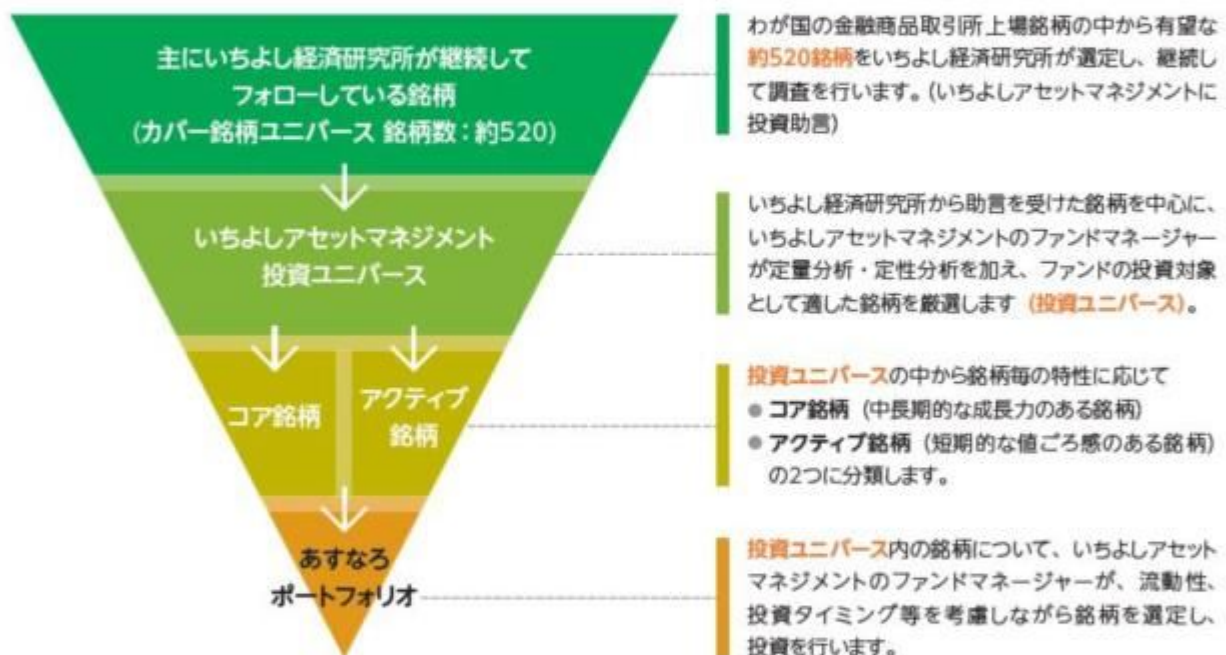 主にいちよし経済研究所が継続して
フォローしている銘柄
(カバー銘柄ユニバース 銘柄数：約520)
わが国の金融商品取引所上場銘柄の中から有望な
約520銘柄をいちよし経済研究所が選定し、継続し
て調査を行います。(いちよしアセットマネジメントに
投資助言)
いちよしアセットマネジメント
投資ユニバース
いちよし経済研究所から助言を受けた銘柄を中心に、
いちよしアセットマネジメントのファンドマネージャー
が定量分析・定性分析を加え、ファンドの投資対象
として適した銘柄を厳選します (投資ユニバース)。
コア銘柄
アクティブ
銘柄
投資ユニバースの中から銘柄毎の特性に応じて
● コア銘柄 (中長期的な成長力のある銘柄)
● アクティブ銘柄 (短期的な値ごろ感のある銘柄)
の2つに分類します。
あすなろ
ポートフォリオ
投資ユニバース内の銘柄について、いちよしアセット
マネジメントのファンドマネージャーが、流動性、
投資タイミング等を考慮しながら銘柄を選定し、
投資を行います。